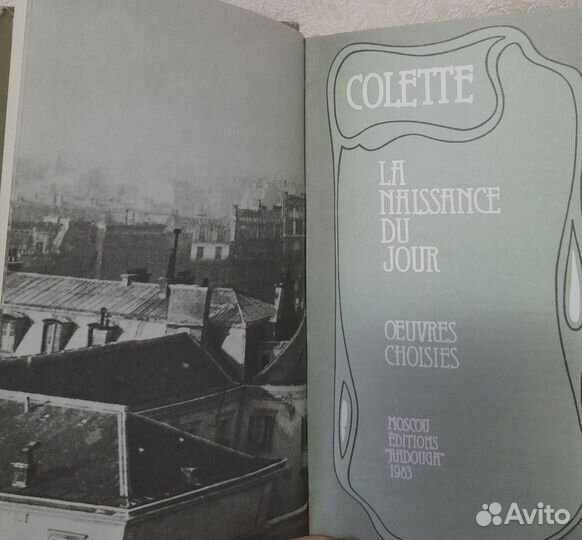 COLETTE
LA
NAISSANCE
DU
JOUR
OEUVRES
CHOISIES
MOSCOU
ÉDITIONS
"RADOUGA"
1983
Avito